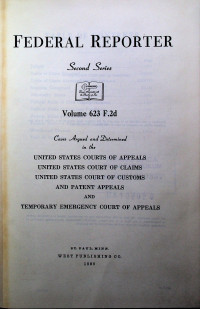 FEDERAL REPORTER
Second Series
Volume 623 F.2d
Cases Argued and Determined
in the
UNITED STATES COURTS OF APPEALS
UNITED STATES COURT OF CLAIMS
UNITED STATES COURT OF CUSTOMS
AND PATENT APPEALS
AND
TEMPORARY EMERGENCY COURT OF APPEALS
ST. PAUL, MINN.
WEST PUBLISHING CO.
1980